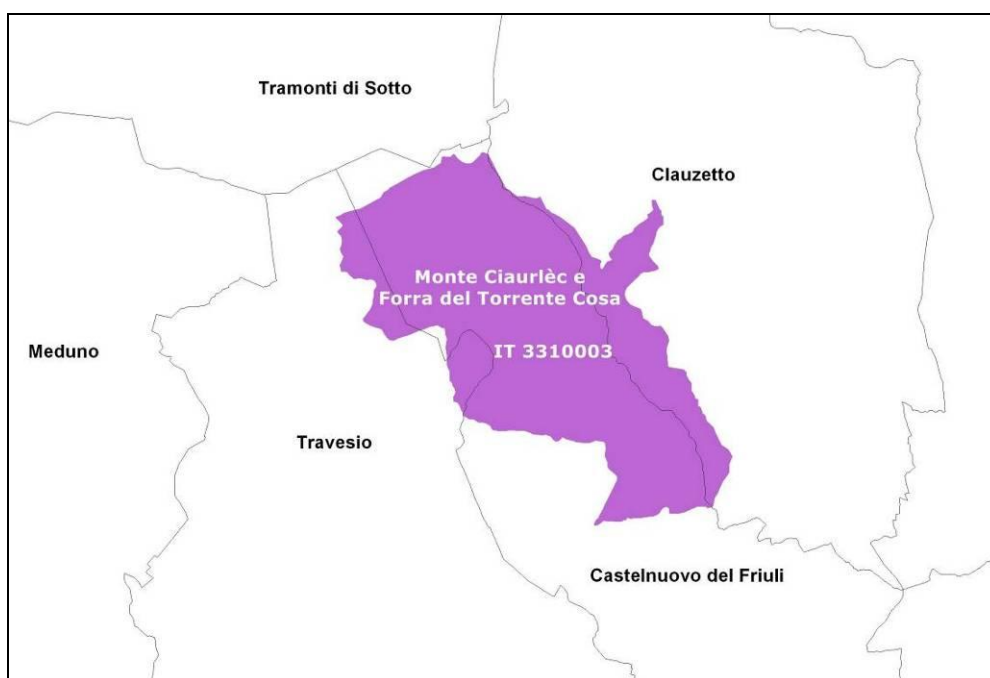 Tramonti di Sotto
Clauzetto
Monte Ciaurlèc e
Forra del Torrente Cosa
IT 3310003
Meduno
Travesio
Castelnuovo del Friuli